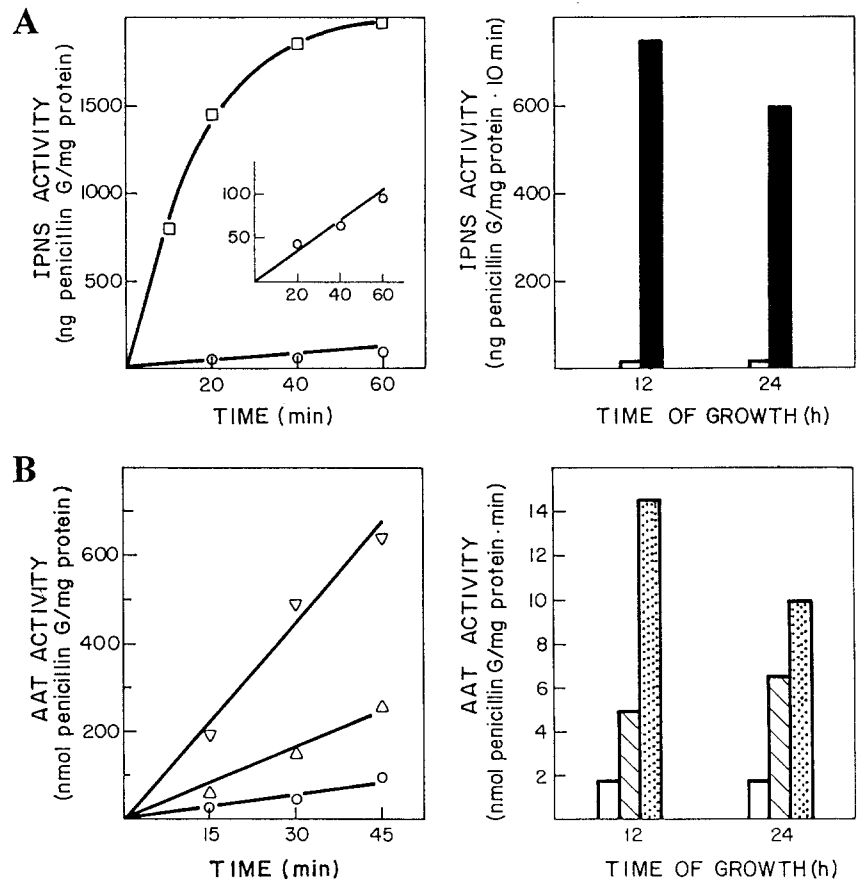 A
IPNS ACTIVITY
(ng penicillin G/mg protein)
1500
1000
500
100
50
20 40 60
20 40 60
TIME (min)
IPNS ACTIVITY
(ng penicillin G/mg protein · 10 min)
600
400
200
12 24
TIME OF GROWTH (h)
B
AAT ACTIVITY
(nmol penicillin G/mg protein)
600
400
200
15 30 45
TIME (min)
AAT ACTIVITY
(nmol penicillin G/mg protein · min)
14
12
10
8
6
4
2
12 24
TIME OF GROWTH (h)